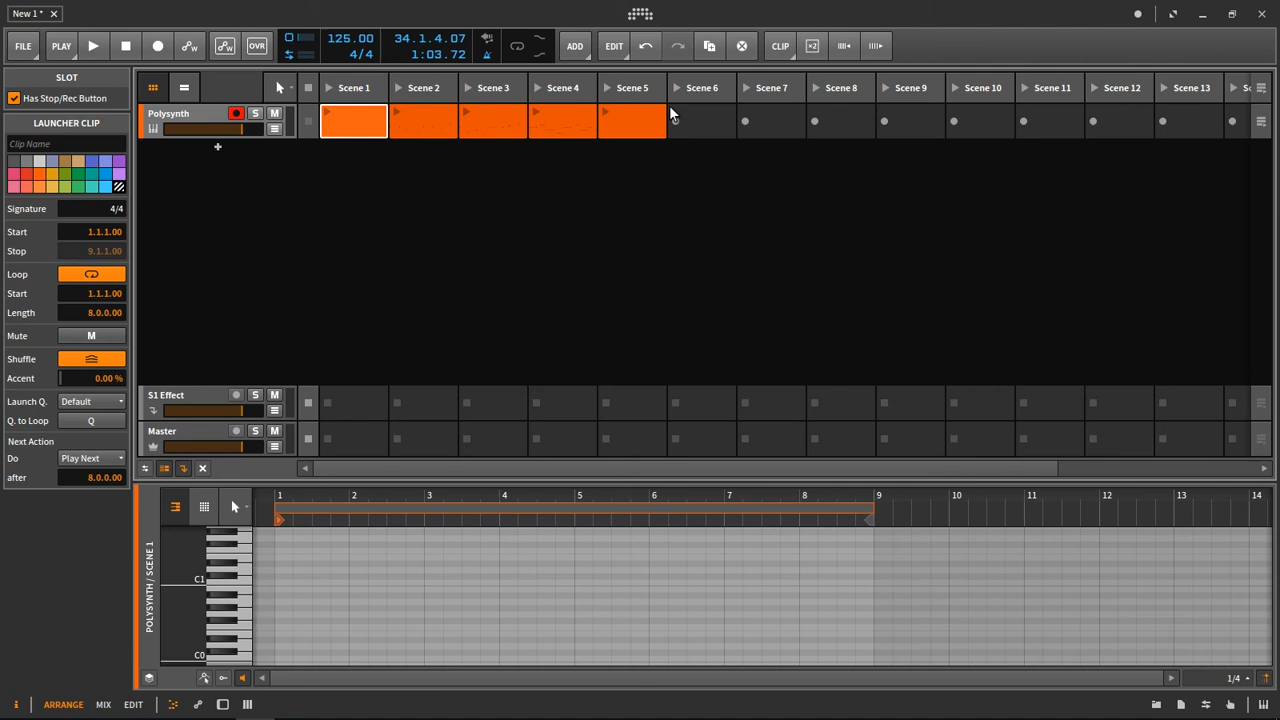 New 1 *
FILE PLAY OVR 125.00 34.1.4.07 ADD EDIT CLIP ×2
4/4 1:03.72
SLOT
Has Stop/Rec Button
LAUNCHER CLIP
Clip Name
Signature 4/4
Start 1.1.1.00
Stop 9.1.1.00
Loop
Start 1.1.1.00
Length 8.0.0.00
Mute M
Shuffle
Accent 0.00 %
Launch Q. Default
Q. to Loop Q
Next Action
Do Play Next
after 8.0.0.00
Scene 1 Scene 2 Scene 3 Scene 4 Scene 5 Scene 6 Scene 7 Scene 8 Scene 9 Scene 10 Scene 11 Scene 12 Scene 13
Polysynth S M
S1 Effect S M
Master S M
1 2 3 4 5 6 7 8 9 10 11 12 13 14
POLYSYNTH / SCENE 1
C1
C0
1/4
i ARRANGE MIX EDIT